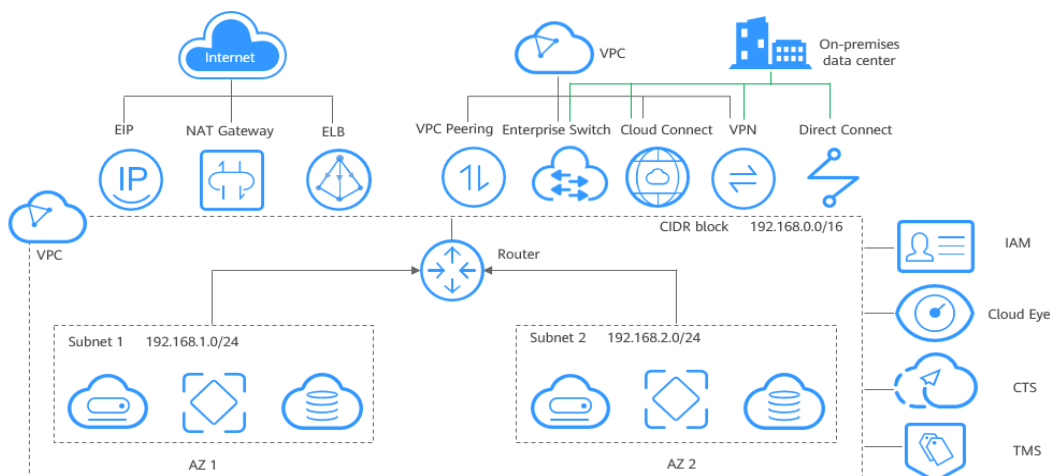 Internet
VPC
On-premises
data center
EIP
NAT Gateway
ELB
VPC Peering
Enterprise Switch
Cloud Connect
VPN
Direct Connect
IP
VPC
CIDR block 192.168.0.0/16
Router
IAM
Cloud Eye
CTS
TMS
Subnet 1 192.168.1.0/24
Subnet 2 192.168.2.0/24
AZ 1
AZ 2